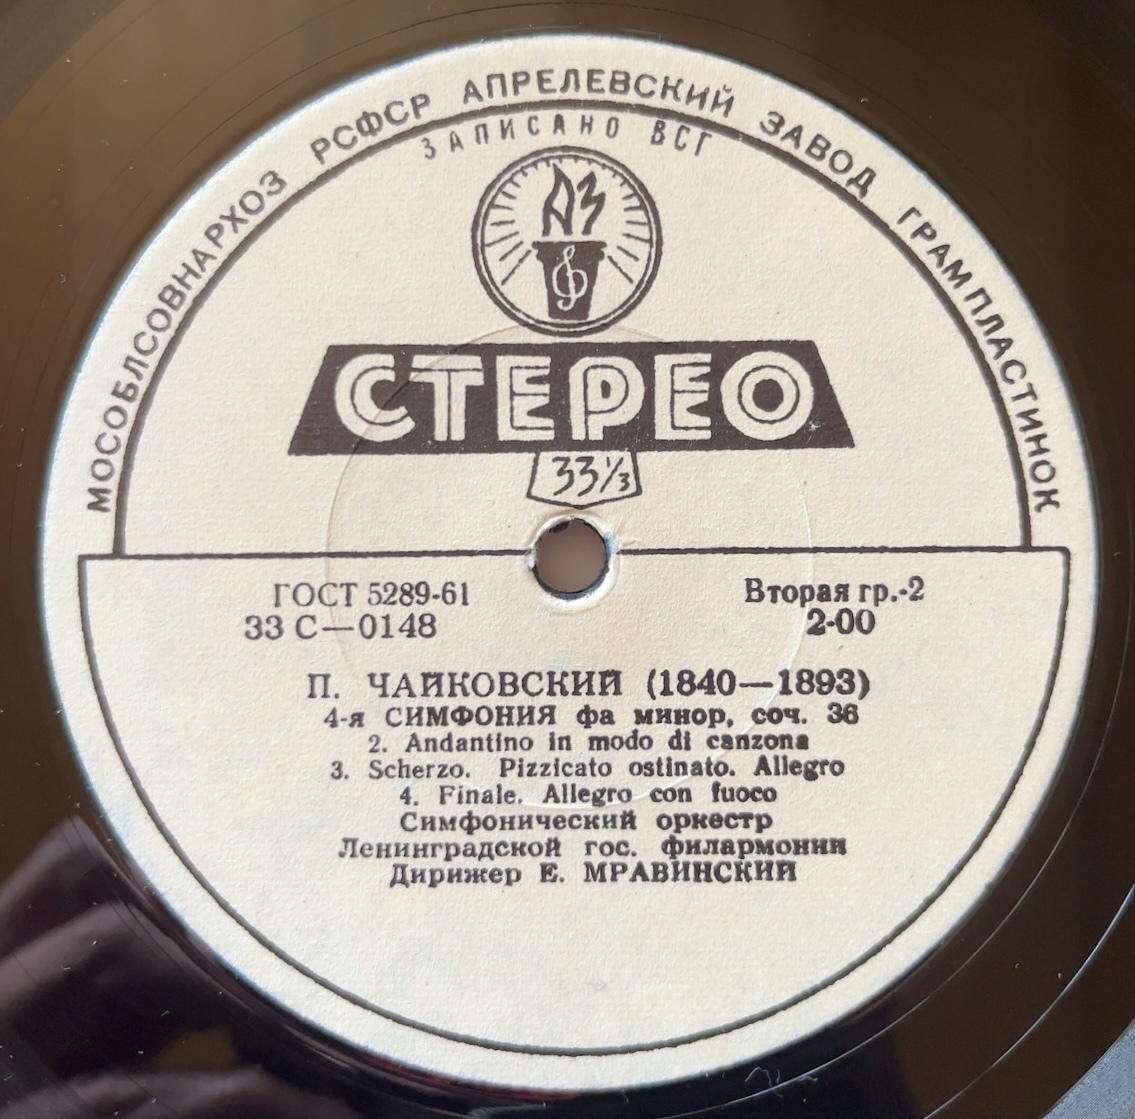 МОСОБЛСОВНАРХОЗ РСФСР АПРЕЛЕВСКИЙ ЗАВОД ГРАМПЛАСТИНОК
ЗАПИСАНО ВСГ
АЗ
СТЕРЕО
33⅓
ГОСТ 5289-61
Вторая гр.-2
33 С—0148
2-00
П. ЧАЙКОВСКИЙ (1840—1893)
4-я СИМФОНИЯ фа минор, соч. 36
2. Andantino in modo di canzona
3. Scherzo. Pizzicato ostinato. Allegro
4. Finale. Allegro con fuoco
Симфонический оркестр
Ленинградской гос. филармонии
Дирижер Е. МРАВИНСКИЙ